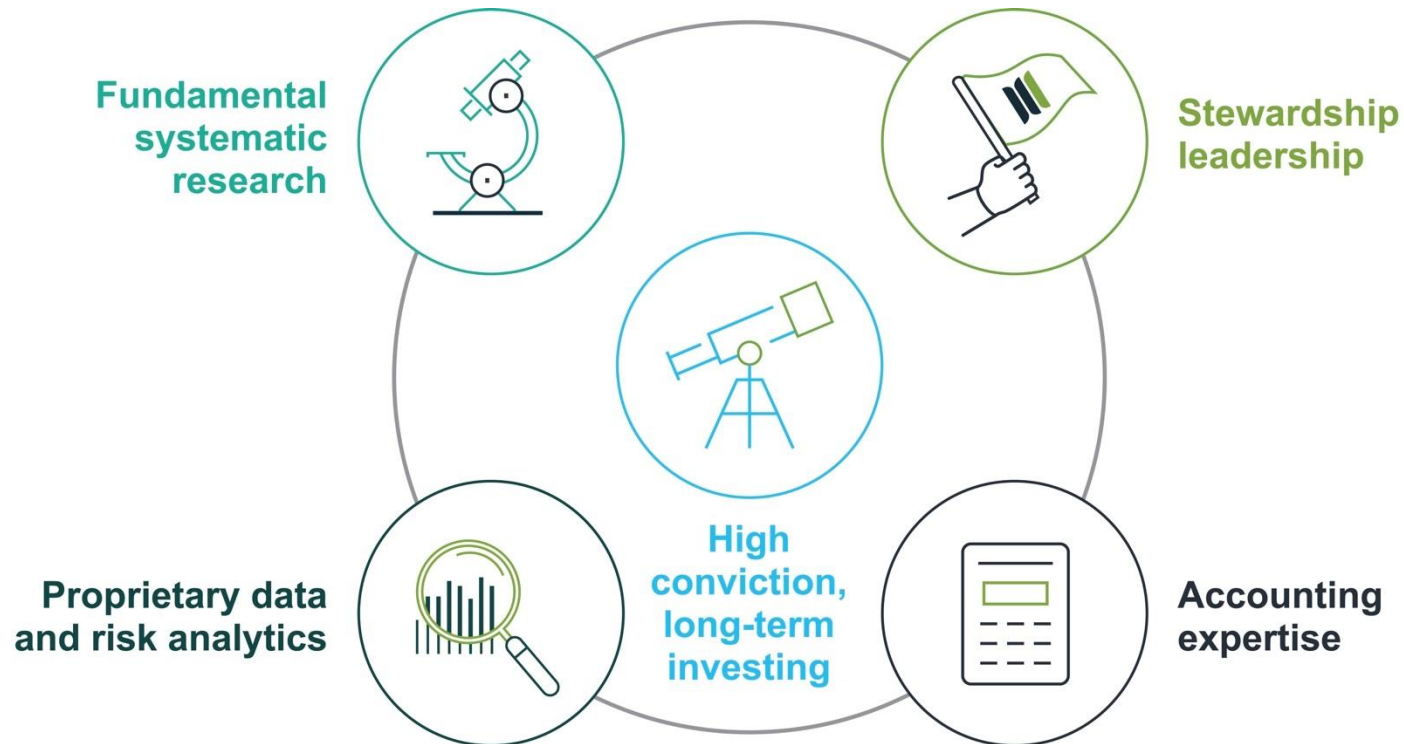 Fundamental
systematic
research
Stewardship
leadership
High
conviction,
long-term
investing
Proprietary data
and risk analytics
Accounting
expertise